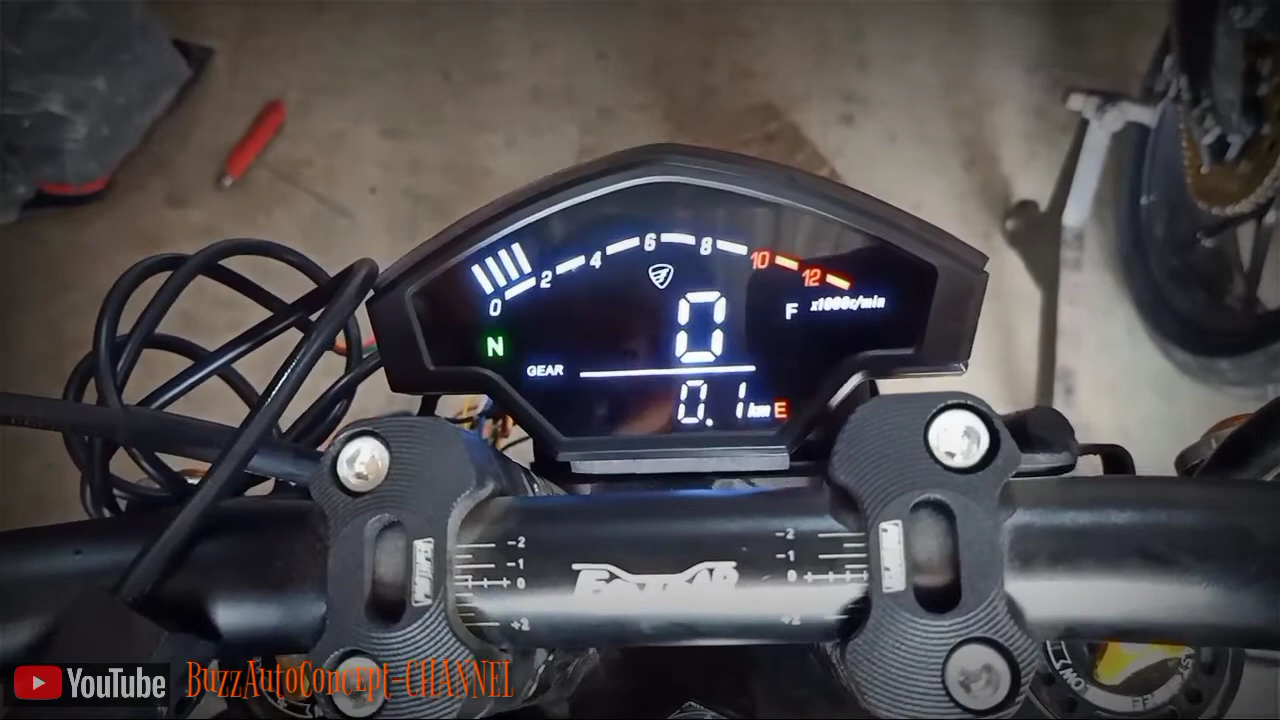 0 2 4 6 8 10 12
F x1000r/min
N
0
GEAR
0.1 km E
-2
-1
0
+2
-2
-1
0
+2
YouTube BuzzAutoConcept-CHANNEL